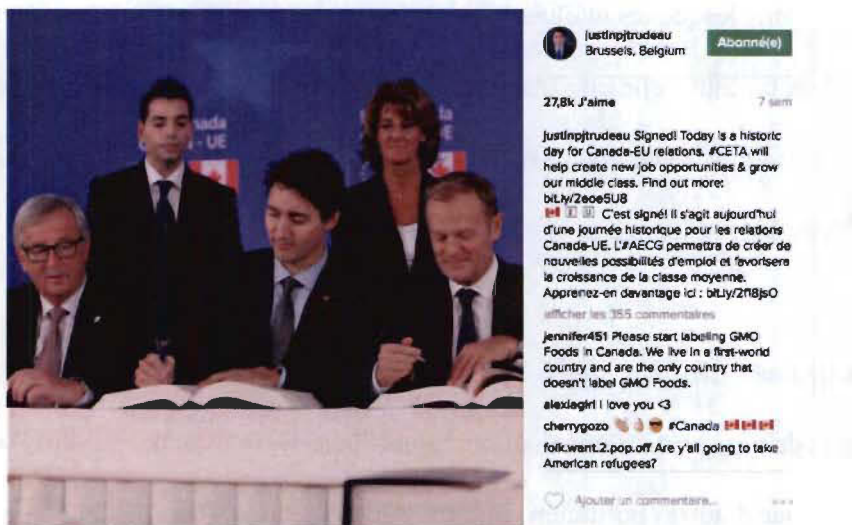 nada
- UE
justinpjtrudeau
Brussels, Belgium
Abonné(e)
27,8k J'aime
7 sem
justinpjtrudeau Signed! Today is a historic
day for Canada-EU relations. #CETA will
help create new job opportunities & grow
our middle class. Find out more:
bit.ly/2eoe5U8
🇨🇦 🇪 🇺 C'est signé! Il s'agit aujourd'hui
d'une journée historique pour les relations
Canada-UE. L'#AECG permettra de créer de
nouvelles possibilités d'emploi et favorisera
la croissance de la classe moyenne.
Apprenez-en davantage ici : bit.ly/2fl8jsO
afficher les 355 commentaires
jennifer451 Please start labeling GMO
Foods in Canada. We live in a first-world
country and are the only country that
doesn't label GMO Foods.
alexiagirl I love you <3
cherrygozo 👏👌😎 #Canada 🇨🇦🇨🇦🇨🇦
folk.want.2.pop.off Are y'all going to take
American refugees?
Ajouter un commentaire...